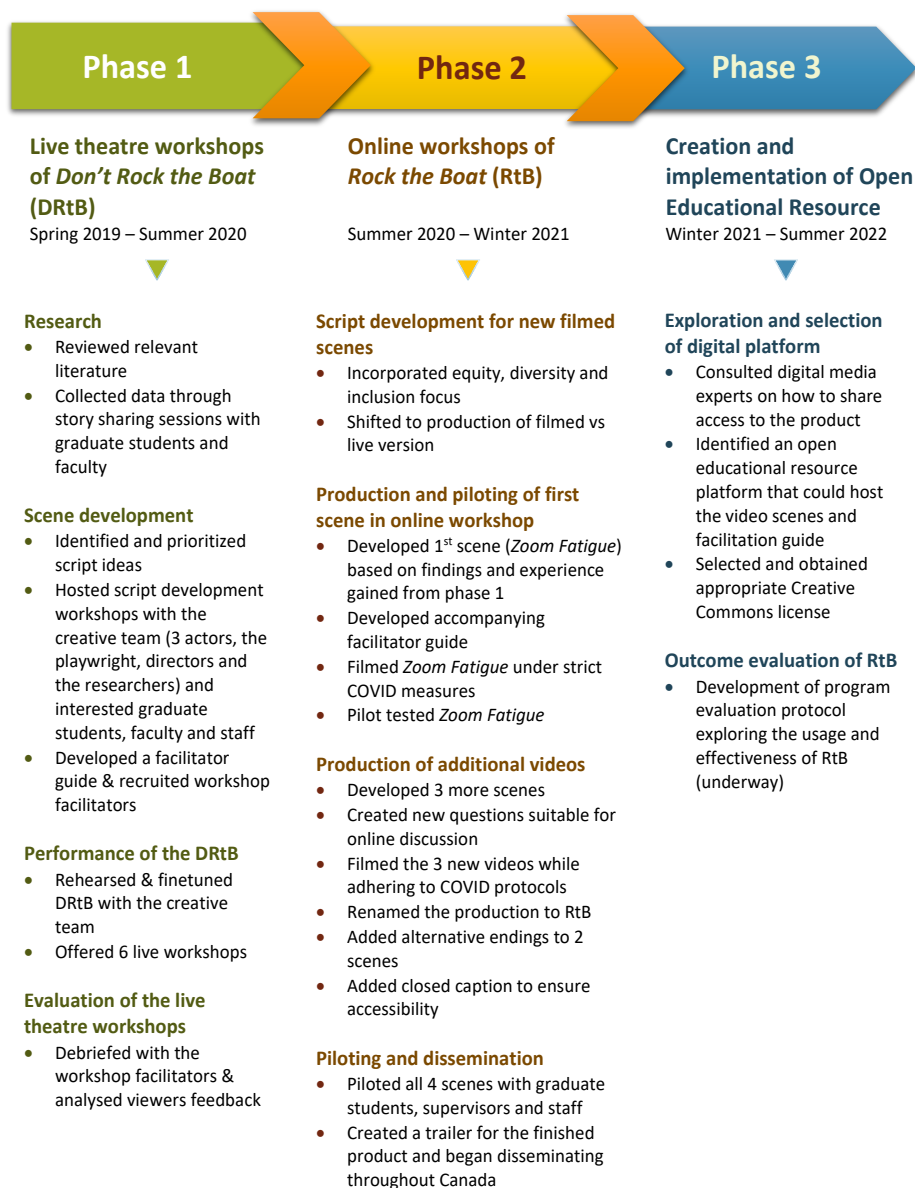 Phase 1
Phase 2
Phase 3
Live theatre workshops
of Don’t Rock the Boat
(DRtB)
Spring 2019 – Summer 2020
Research
• Reviewed relevant
literature
• Collected data through
story sharing sessions with
graduate students and
faculty
Scene development
• Identified and prioritized
script ideas
• Hosted script development
workshops with the
creative team (3 actors, the
playwright, directors and
the researchers) and
interested graduate
students, faculty and staff
• Developed a facilitator
guide & recruited workshop
facilitators
Performance of the DRtB
• Rehearsed & finetuned
DRtB with the creative
team
• Offered 6 live workshops
Evaluation of the live
theatre workshops
• Debriefed with the
workshop facilitators &
analysed viewers feedback
Online workshops of
Rock the Boat (RtB)
Summer 2020 – Winter 2021
Script development for new filmed
scenes
• Incorporated equity, diversity and
inclusion focus
• Shifted to production of filmed vs
live version
Production and piloting of first
scene in online workshop
• Developed 1st scene (Zoom Fatigue)
based on findings and experience
gained from phase 1
• Developed accompanying
facilitator guide
• Filmed Zoom Fatigue under strict
COVID measures
• Pilot tested Zoom Fatigue
Production of additional videos
• Developed 3 more scenes
• Created new questions suitable for
online discussion
• Filmed the 3 new videos while
adhering to COVID protocols
• Renamed the production to RtB
• Added alternative endings to 2
scenes
• Added closed caption to ensure
accessibility
Piloting and dissemination
• Piloted all 4 scenes with graduate
students, supervisors and staff
• Created a trailer for the finished
product and began disseminating
throughout Canada
Creation and
implementation of Open
Educational Resource
Winter 2021 – Summer 2022
Exploration and selection
of digital platform
• Consulted digital media
experts on how to share
access to the product
• Identified an open
educational resource
platform that could host
the video scenes and
facilitation guide
• Selected and obtained
appropriate Creative
Commons license
Outcome evaluation of RtB
• Development of program
evaluation protocol
exploring the usage and
effectiveness of RtB
(underway)